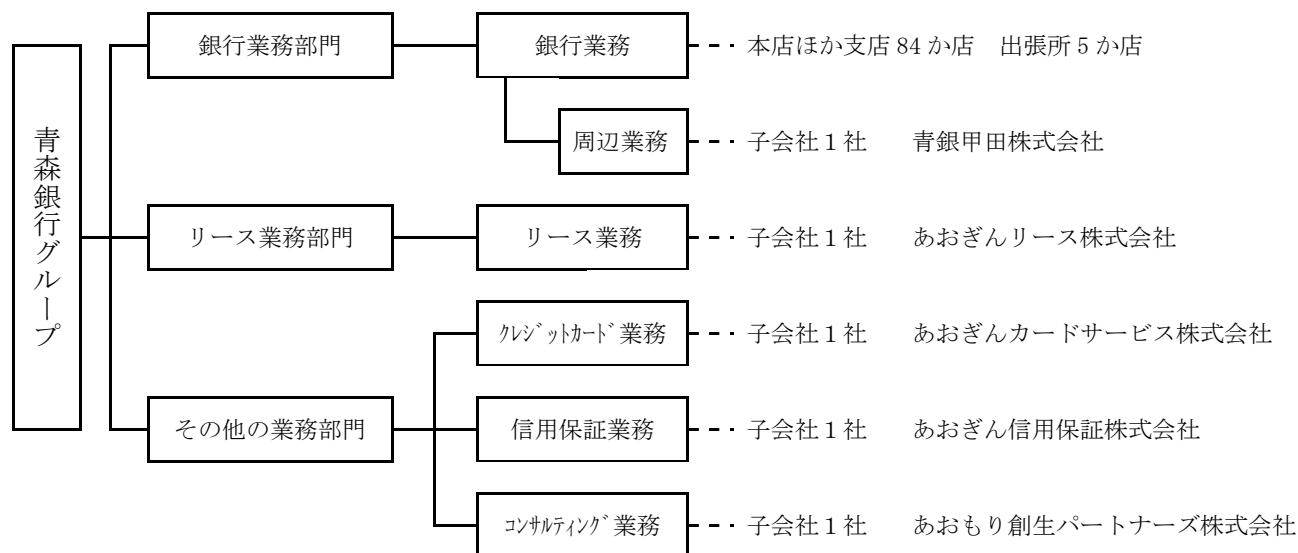 青森銀行グループ
銀行業務部門
銀行業務
本店ほか支店84か店　出張所5か店
周辺業務
子会社1社　青銀甲田株式会社
リース業務部門
リース業務
子会社1社　あおぎんリース株式会社
その他の業務部門
ｸﾚｼﾞｯﾄｶｰﾄﾞ業務
子会社1社　あおぎんカードサービス株式会社
信用保証業務
子会社1社　あおぎん信用保証株式会社
ｺﾝｻﾙﾃｨﾝｸﾞ業務
子会社1社　あおもり創生パートナーズ株式会社